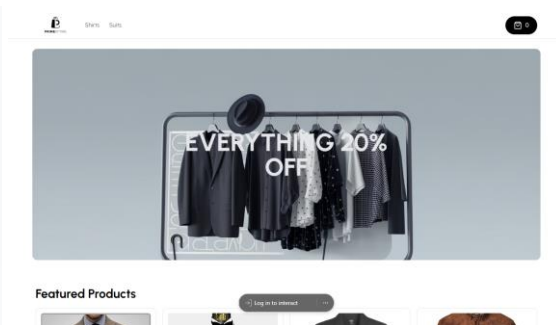 Shirts Suits
0
EVERYTHING 20%
OFF
Featured Products
Log in to interact